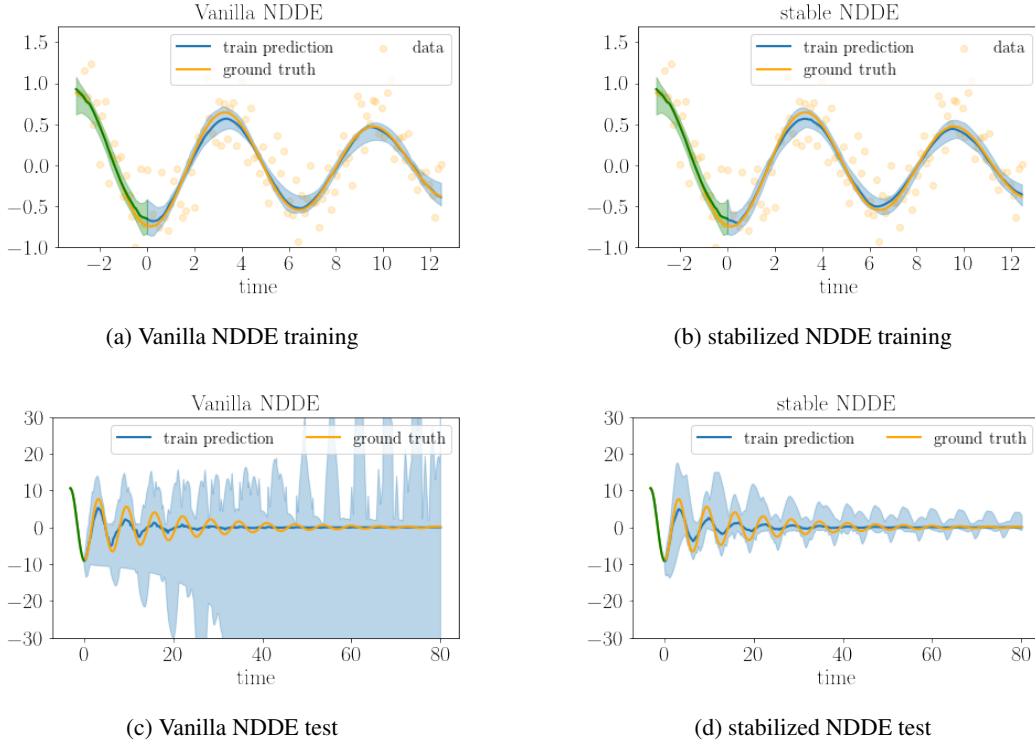 Vanilla NDDE
1.5
1.0
0.5
0.0
−0.5
−1.0
train prediction
ground truth
data
−2 0 2 4 6 8 10 12
time
(a) Vanilla NDDE training
stable NDDE
1.5
1.0
0.5
0.0
−0.5
−1.0
train prediction
ground truth
data
−2 0 2 4 6 8 10 12
time
(b) stabilized NDDE training
Vanilla NDDE
30
20
10
0
−10
−20
−30
train prediction ground truth
0 20 40 60 80
time
(c) Vanilla NDDE test
stable NDDE
30
20
10
0
−10
−20
−30
train prediction ground truth
0 20 40 60 80
time
(d) stabilized NDDE test